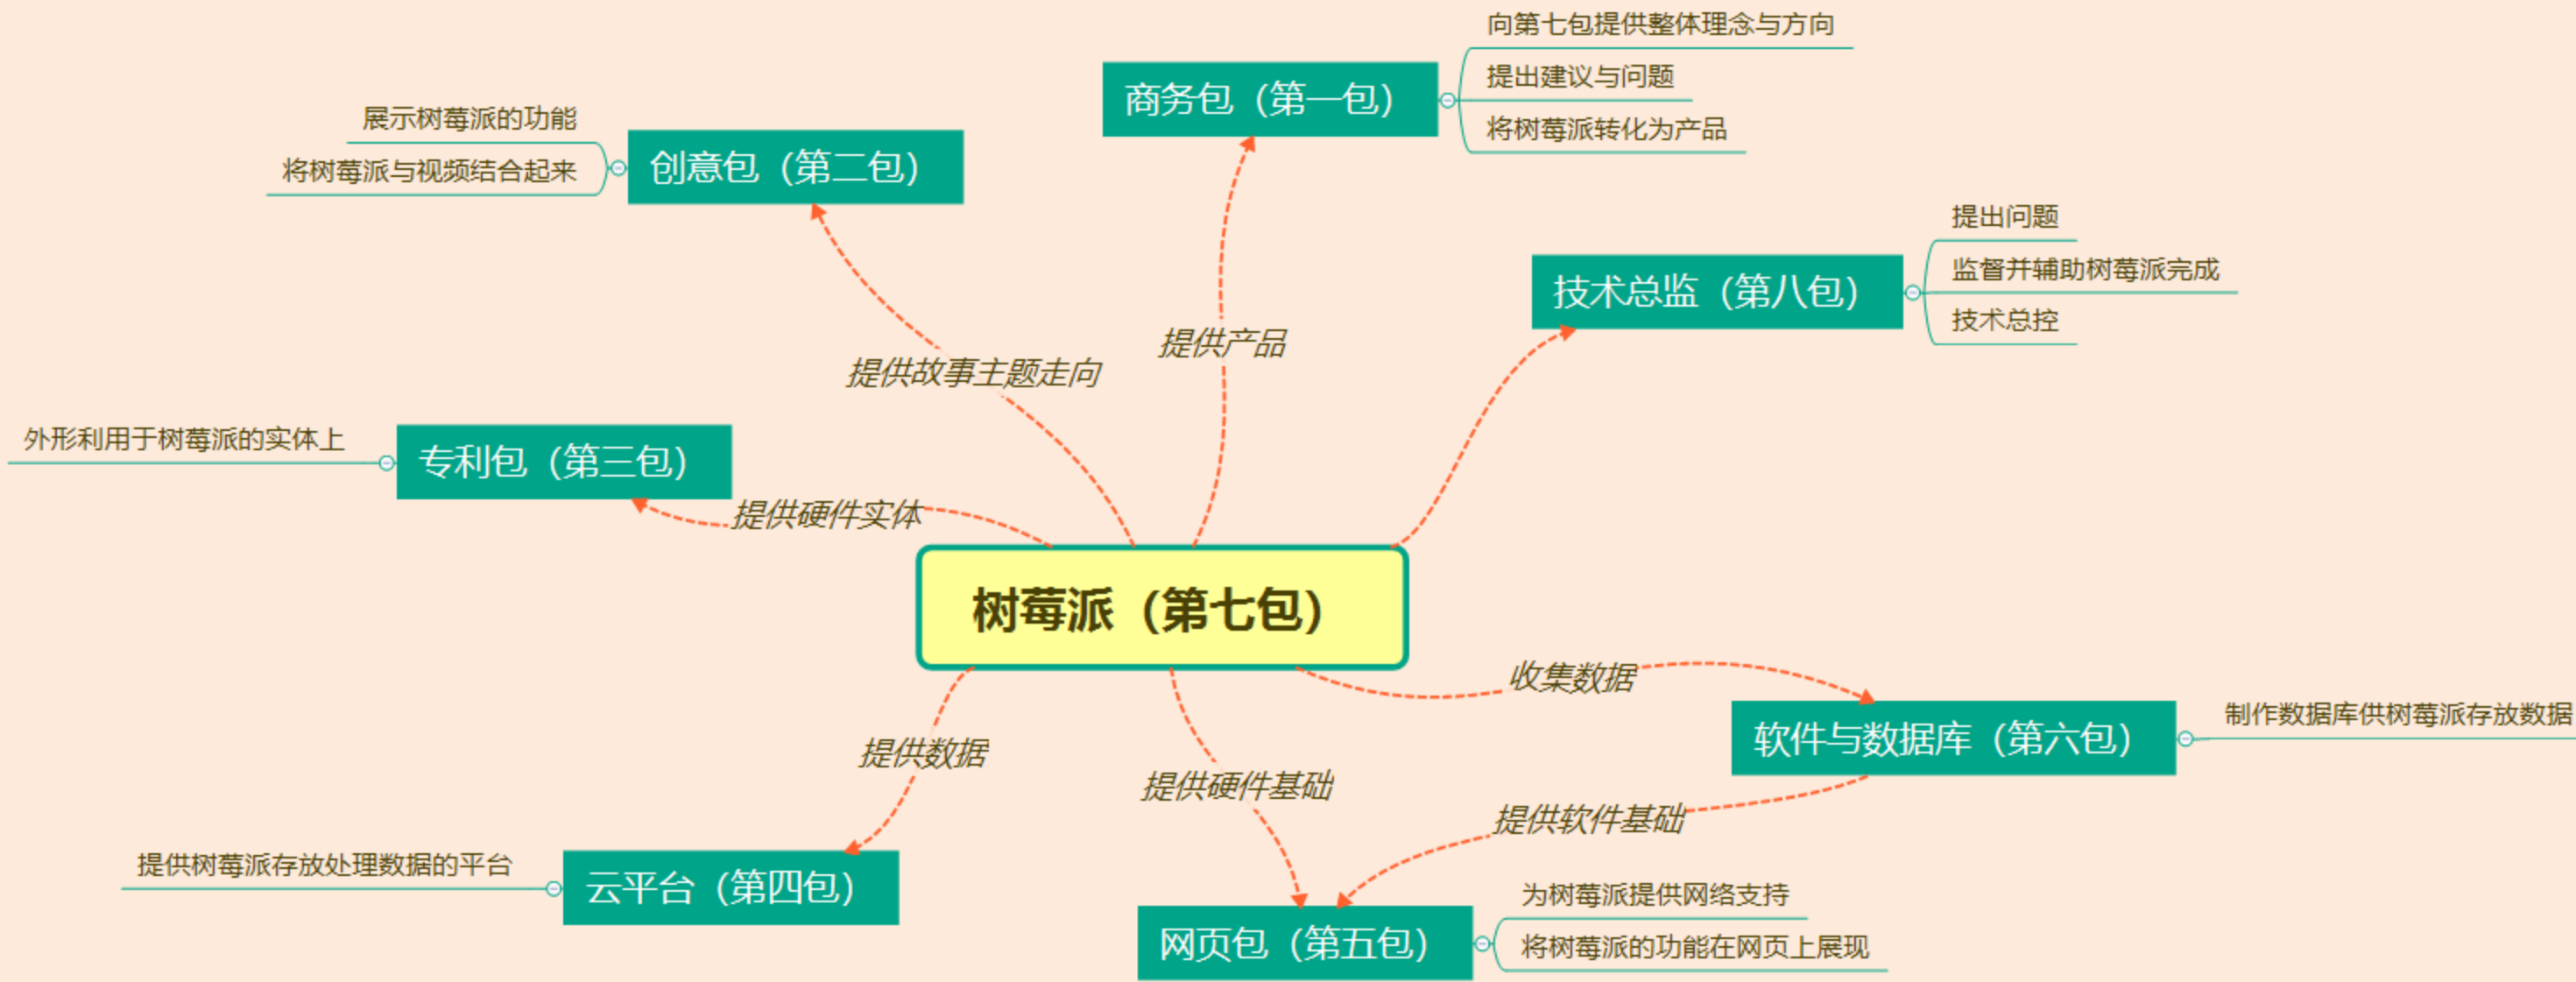 向第七包提供整体理念与方向
商务包（第一包）
提出建议与问题
将树莓派转化为产品
展示树莓派的功能
创意包（第二包）
将树莓派与视频结合起来
提出问题
技术总监（第八包）
监督并辅助树莓派完成
技术总控
提供产品
提供故事主题走向
外形利用于树莓派的实体上
专利包（第三包）
提供硬件实体
树莓派（第七包）
收集数据
软件与数据库（第六包）
制作数据库供树莓派存放数据
提供数据
提供硬件基础
提供软件基础
提供树莓派存放处理数据的平台
云平台（第四包）
为树莓派提供网络支持
网页包（第五包）
将树莓派的功能在网页上展现